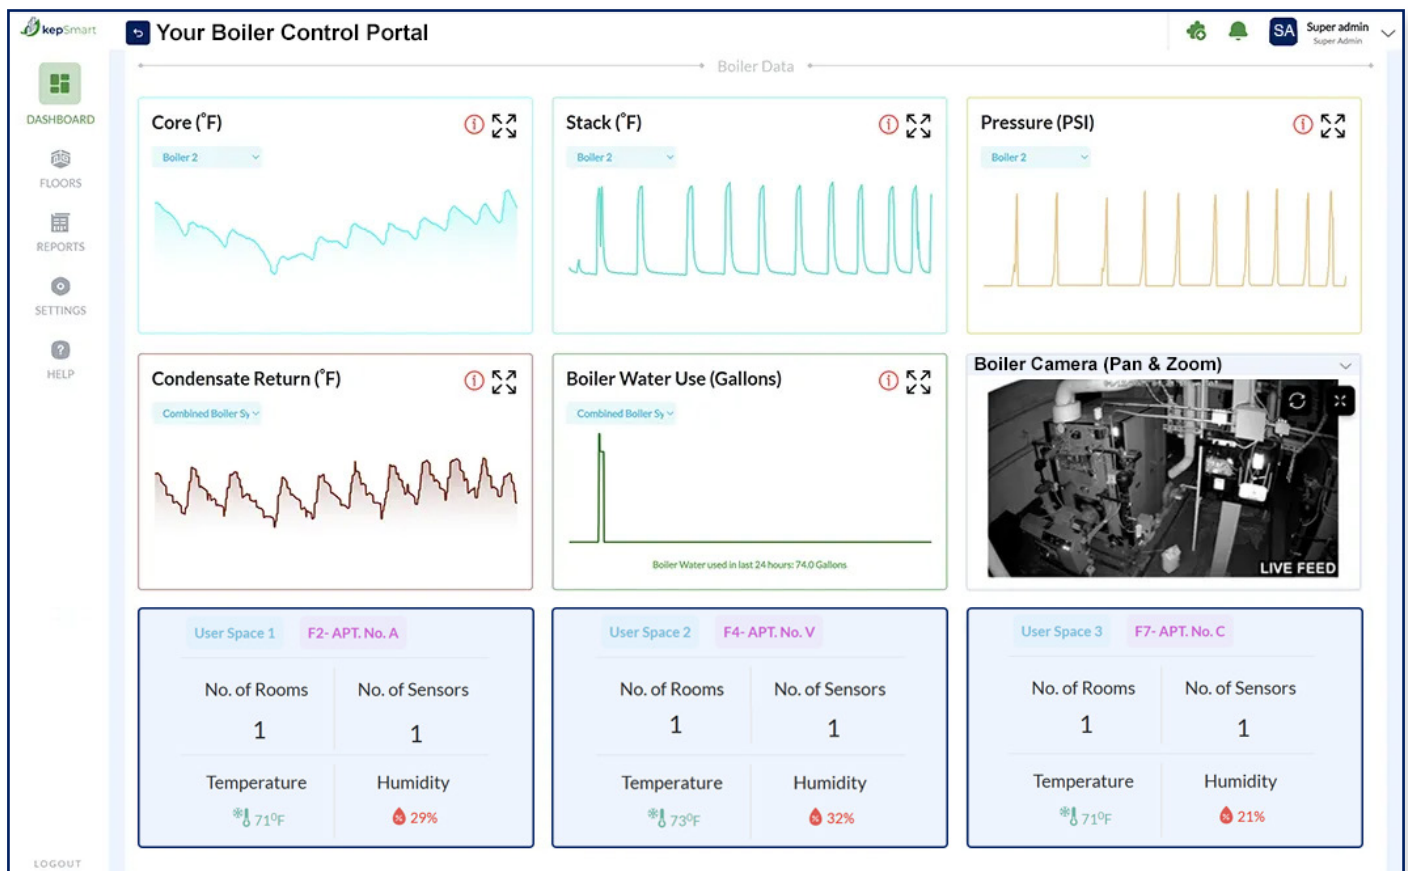 kepSmart
Your Boiler Control Portal
SA
Super admin
Super Admin
DASHBOARD
FLOORS
REPORTS
SETTINGS
HELP
LOGOUT
Boiler Data
Core (°F)
Boiler 2
Stack (°F)
Boiler 2
Pressure (PSI)
Boiler 2
Condensate Return (°F)
Combined Boiler Sy
Boiler Water Use (Gallons)
Combined Boiler Sy
Boiler Water used in last 24 hours: 74.0 Gallons
Boiler Camera (Pan & Zoom)
LIVE FEED
User Space 1 F2- APT. No. A
No. of Rooms No. of Sensors
1 1
Temperature Humidity
71⁰F 29%
User Space 2 F4- APT. No. V
No. of Rooms No. of Sensors
1 1
Temperature Humidity
73⁰F 32%
User Space 3 F7- APT. No. C
No. of Rooms No. of Sensors
1 1
Temperature Humidity
71⁰F 21%